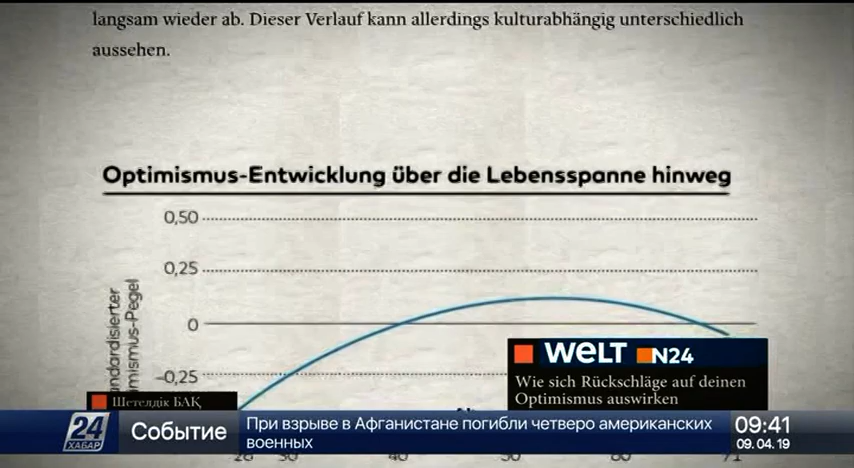 langsam wieder ab. Dieser Verlauf kann allerdings kulturabhängig unterschiedlich
aussehen.
Optimismus-Entwicklung über die Lebensspanne hinweg
0,50
0,25
0
-0,25
WELT N24
Wie sich Rückschläge auf deinen
Optimismus auswirken
Шетелдік БАҚ
24
ХАБАР
Событие
При взрыве в Афганистане погибли четверо американских
военных
09:41
09.04.19